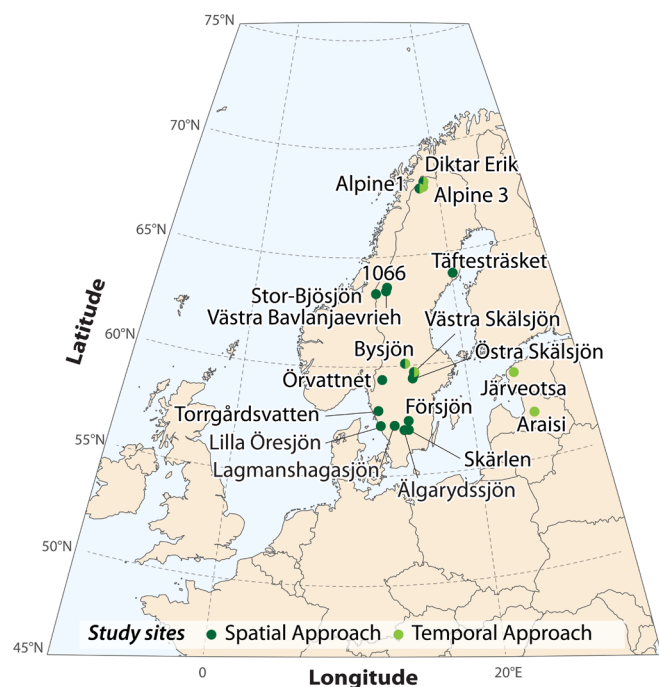 75°N
70°N
Diktar Erik
Alpine1
Alpine 3
65°N
Täftesträsket
1066
Stor-Bjösjön
Västra Bavlanjaevrieh
Latitude
Västra Skälsjön
60°N
Bysjön
Östra Skälsjön
Örvattnet
Järveotsa
Torrgårdsvatten
Försjön
Araisi
55°N
Lilla Öresjön
Skärlen
Lagmanshagasjön
Älgarydssjön
50°N
Study sites Spatial Approach Temporal Approach
45°N
0
20°E
Longitude